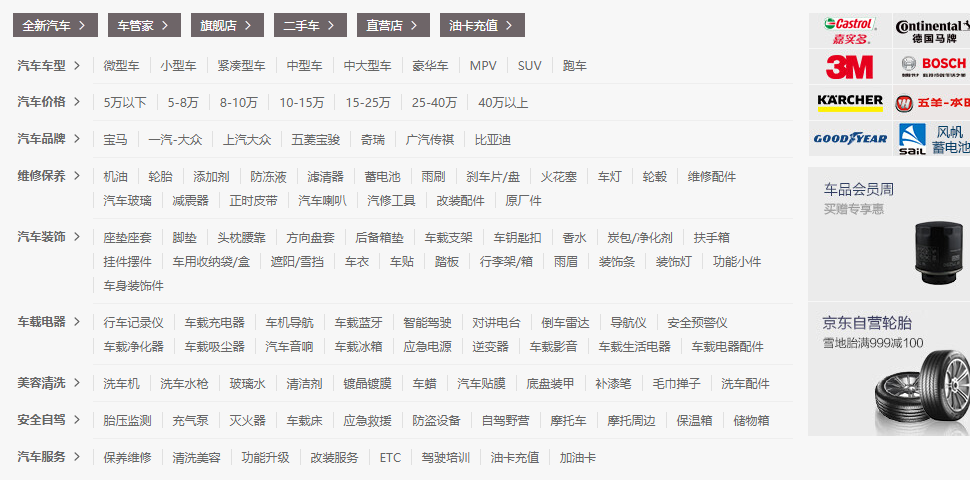 全新汽车 > 车管家 > 旗舰店 > 二手车 > 直营店 > 油卡充值 >
汽车车型 > 微型车 小型车 紧凑型车 中型车 中大型车 豪华车 MPV SUV 跑车
汽车价格 > 5万以下 5-8万 8-10万 10-15万 15-25万 25-40万 40万以上
汽车品牌 > 宝马 一汽-大众 上汽大众 五菱宝骏 奇瑞 广汽传祺 比亚迪
维修保养 > 机油 轮胎 添加剂 防冻液 滤清器 蓄电池 雨刷 刹车片/盘 火花塞 车灯 轮毂 维修配件
汽车玻璃 减震器 正时皮带 汽车喇叭 汽修工具 改装配件 原厂件
汽车装饰 > 座垫座套 脚垫 头枕腰靠 方向盘套 后备箱垫 车载支架 车钥匙扣 香水 炭包/净化剂 扶手箱
挂件摆件 车用收纳袋/盒 遮阳/雪挡 车衣 车贴 踏板 行李架/箱 雨眉 装饰条 装饰灯 功能小件
车身装饰件
车载电器 > 行车记录仪 车载充电器 车机导航 车载蓝牙 智能驾驶 对讲电台 倒车雷达 导航仪 安全预警仪
车载净化器 车载吸尘器 汽车音响 车载冰箱 应急电源 逆变器 车载影音 车载生活电器 车载电器配件
美容清洗 > 洗车机 洗车水枪 玻璃水 清洁剂 镀晶镀膜 车蜡 汽车贴膜 底盘装甲 补漆笔 毛巾掸子 洗车配件
安全自驾 > 胎压监测 充气泵 灭火器 车载床 应急救援 防盗设备 自驾野营 摩托车 摩托周边 保温箱 储物箱
汽车服务 > 保养维修 清洗美容 功能升级 改装服务 ETC 驾驶培训 油卡充值 加油卡
Castrol
嘉实多
Continental
德国马牌
3M
BOSCH
KÄRCHER
五羊-本田
GOODYEAR
SAIL
风帆
蓄电池
车品会员周
买赠专享惠
京东自营轮胎
雪地胎满999减100